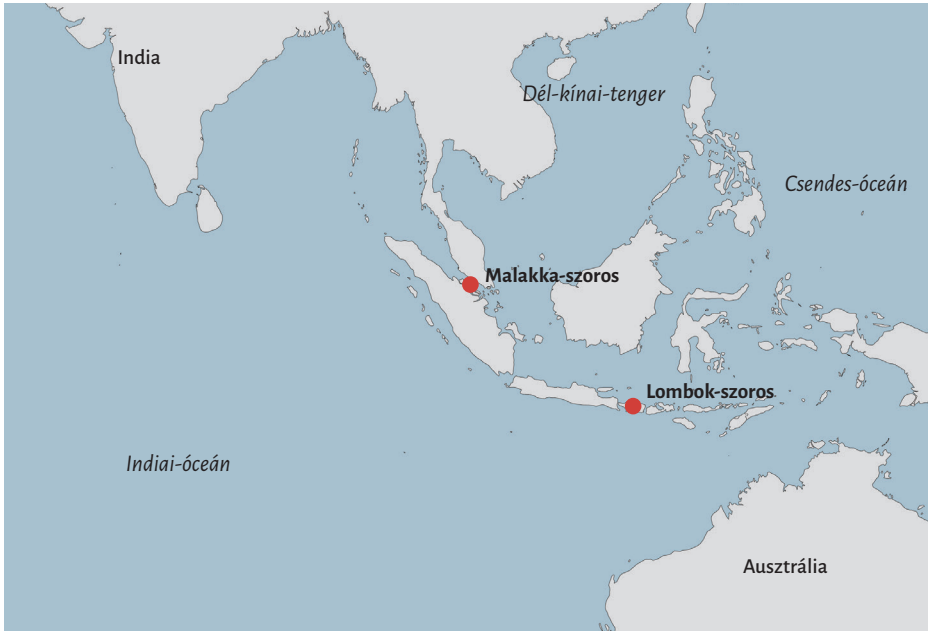 India
Dél-kínai-tenger
Csendes-óceán
Malakka-szoros
Lombok-szoros
Indiai-óceán
Ausztrália